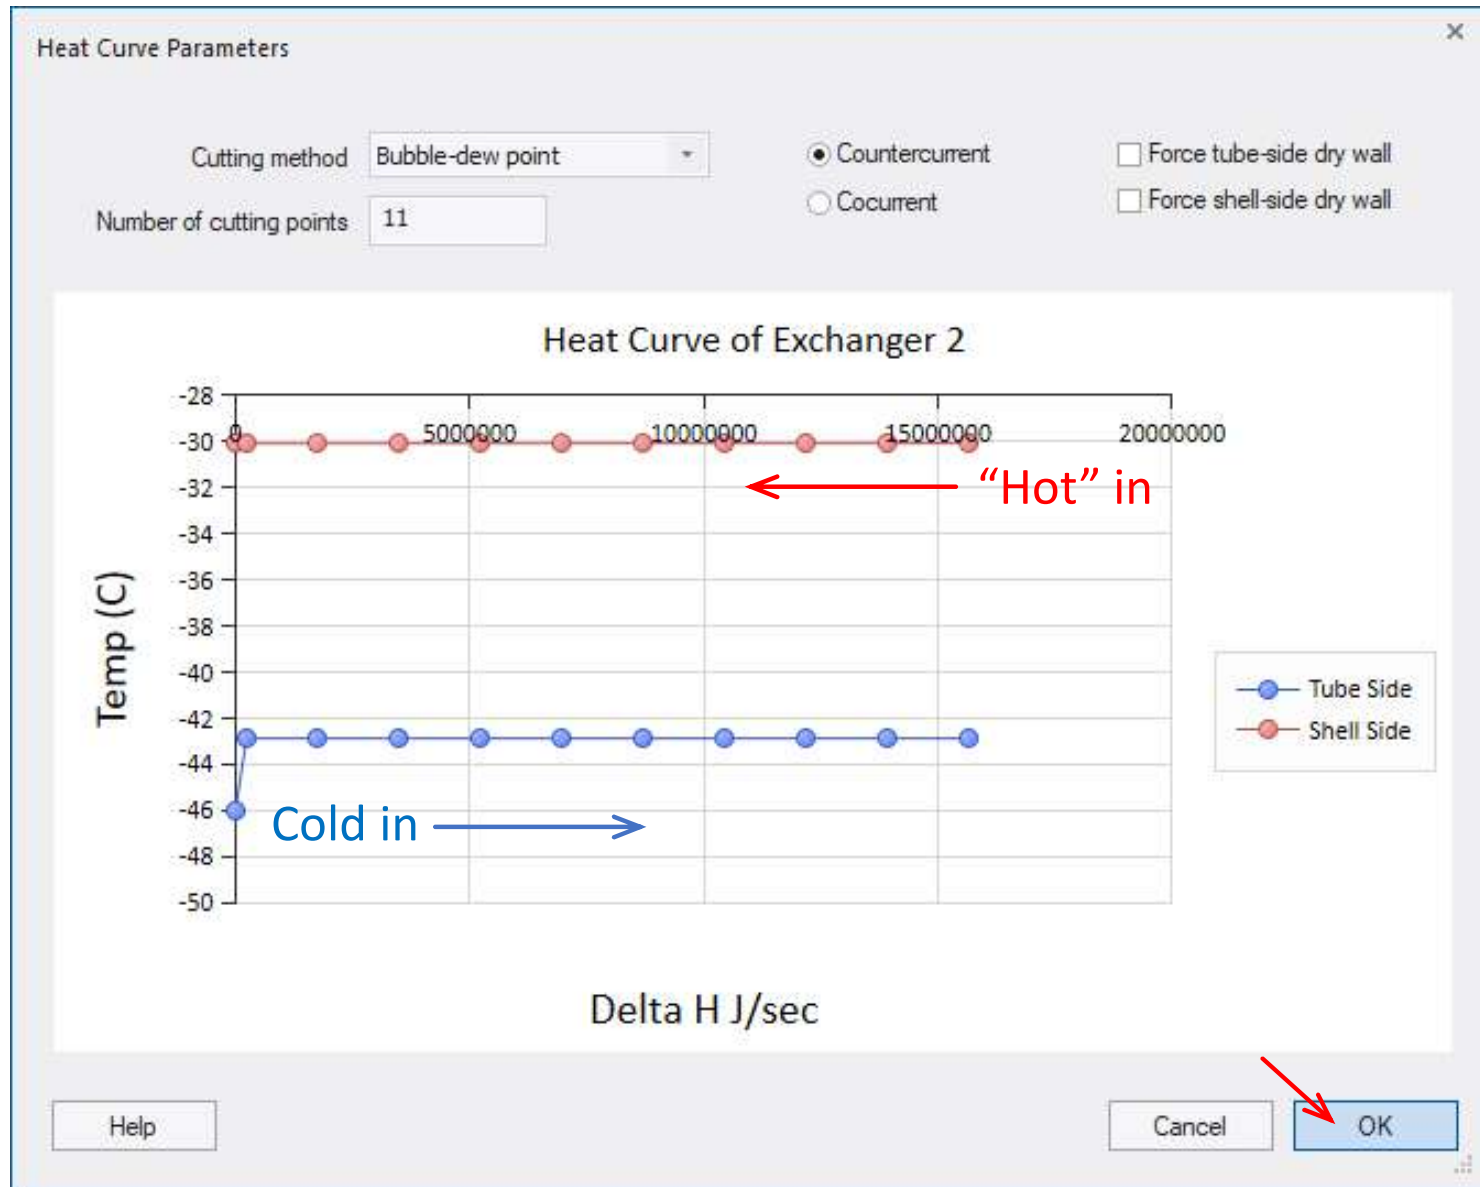 Heat Curve Parameters
×
Cutting method Bubble-dew point
Countercurrent
Force tube-side dry wall
Number of cutting points 11
Cocurrent
Force shell-side dry wall
Heat Curve of Exchanger 2
-28
-30
0 5000000 10000000 15000000 20000000
-32
“Hot” in
-34
-36
-38
-40
-42
-44
-46
-48
-50
Temp (C)
Cold in
Tube Side
Shell Side
Delta H J/sec
Help
Cancel
OK